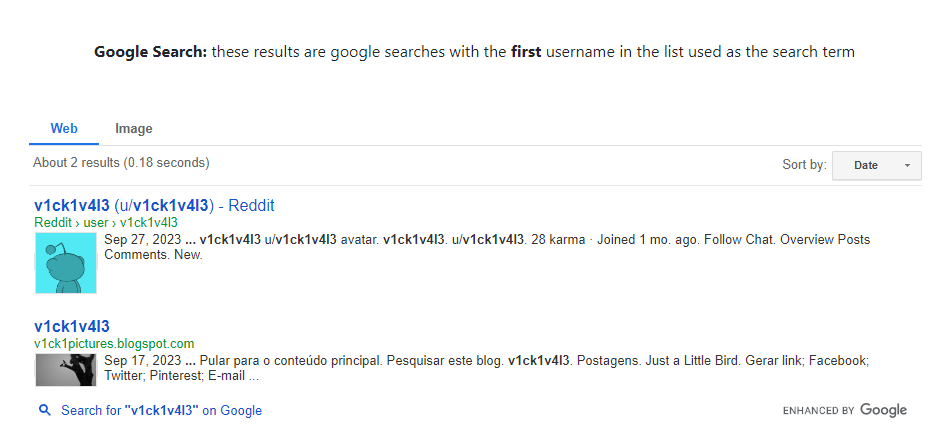 Google Search: these results are google searches with the first username in the list used as the search term
Web Image
About 2 results (0.18 seconds)
Sort by: Date
v1ck1v4l3 (u/v1ck1v4l3) - Reddit
Reddit › user › v1ck1v4l3
Sep 27, 2023 ... v1ck1v4l3 u/v1ck1v4l3 avatar. v1ck1v4l3. u/v1ck1v4l3. 28 karma · Joined 1 mo. ago. Follow Chat. Overview Posts
Comments. New.
v1ck1v4l3
v1ck1pictures.blogspot.com
Sep 17, 2023 ... Pular para o conteúdo principal. Pesquisar este blog. v1ck1v4l3. Postagens. Just a Little Bird. Gerar link; Facebook;
Twitter; Pinterest; E-mail ...
Search for "v1ck1v4l3" on Google
ENHANCED BY Google